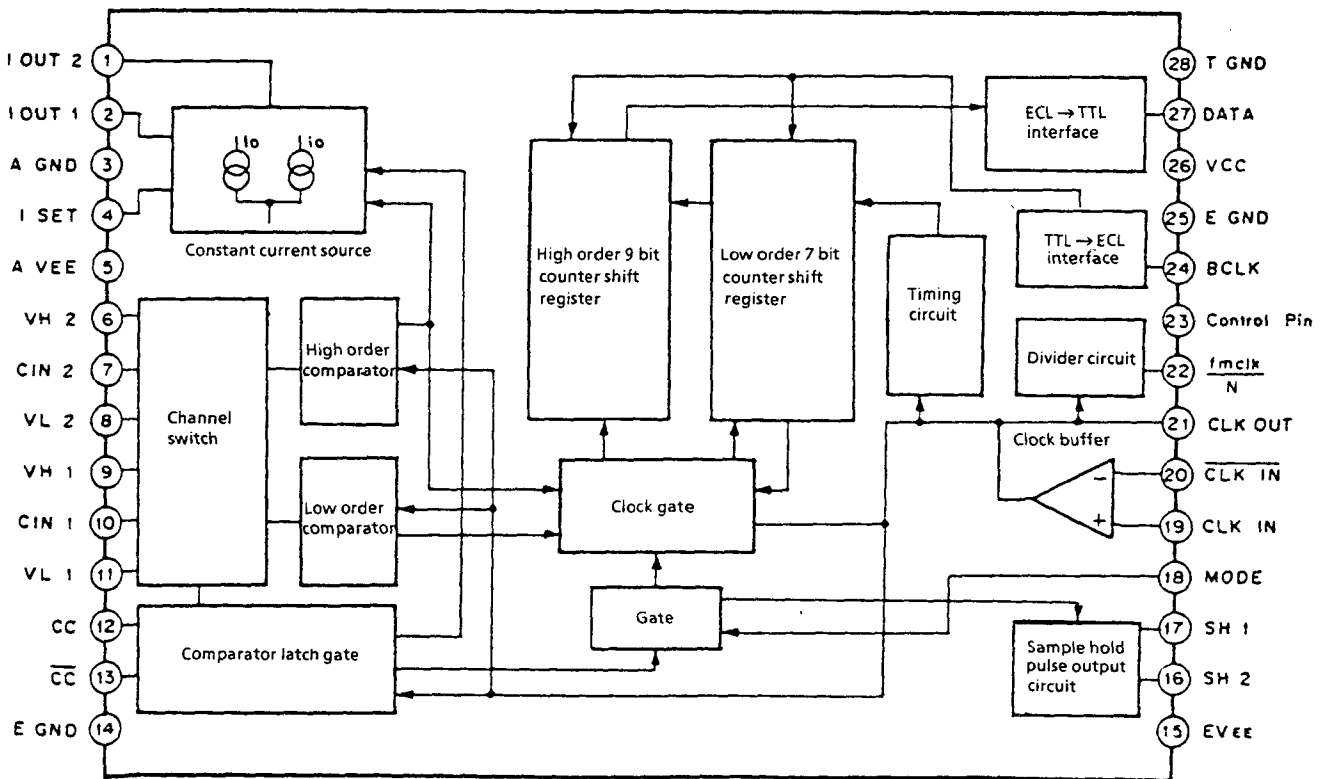 I OUT 2
1
I OUT 1
2
A GND
3
I SET
4
A VEE
5
VH 2
6
CIN 2
7
VL 2
8
VH 1
9
CIN 1
10
VL 1
11
CC
12
CC
13
E GND
14
Io
io
Constant current source
Channel
switch
High order
comparator
Low order
comparator
Comparator latch gate
High order 9 bit
counter shift
register
Low order 7 bit
counter shift
register
Clock gate
Gate
Timing
circuit
ECL → TTL
interface
TTL → ECL
interface
Divider circuit
Clock buffer
−
+
Sample hold
pulse output
circuit
28
T GND
27
DATA
26
VCC
25
E GND
24
BCLK
23
Control Pin
22
fmclk
N
21
CLK OUT
20
CLK IN
19
CLK IN
18
MODE
17
SH 1
16
SH 2
15
EVEE